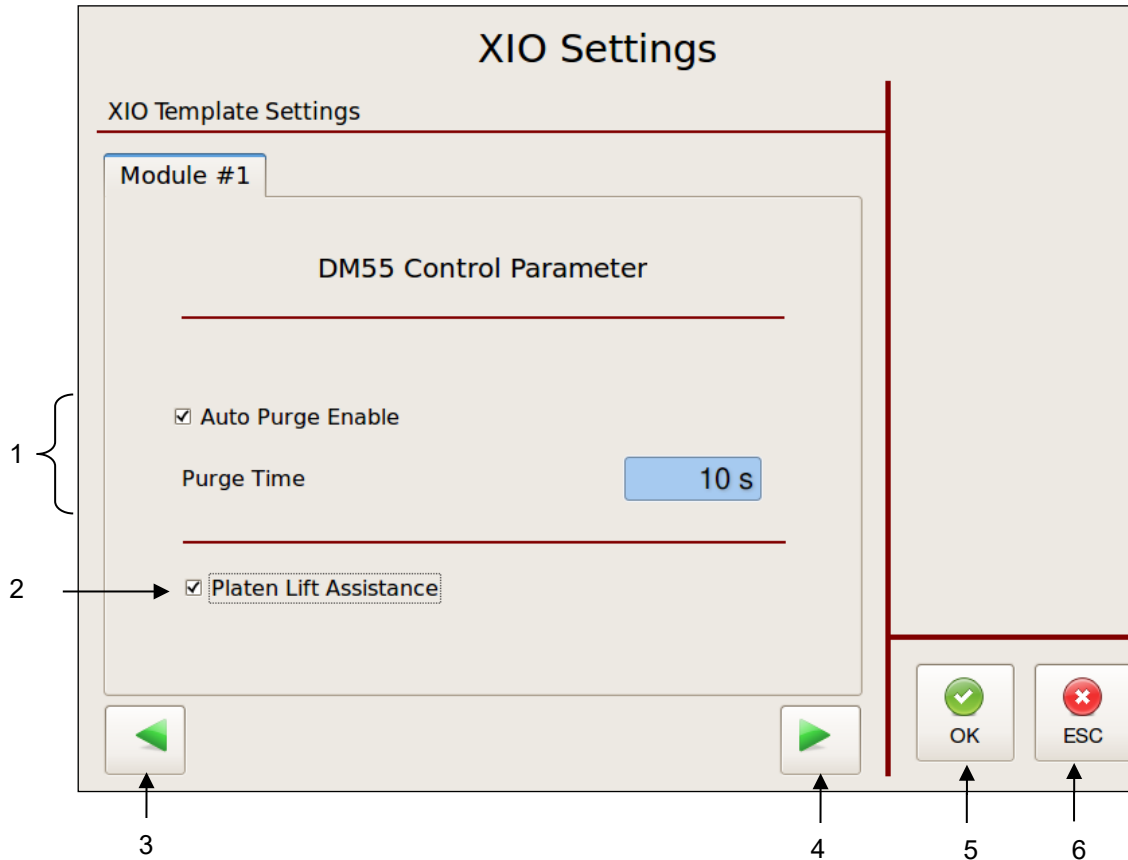 XIO Settings
XIO Template Settings
Module #1
DM55 Control Parameter
1
Auto Purge Enable
Purge Time 10 s
2
Platen Lift Assistance
OK ESC
3 4 5 6